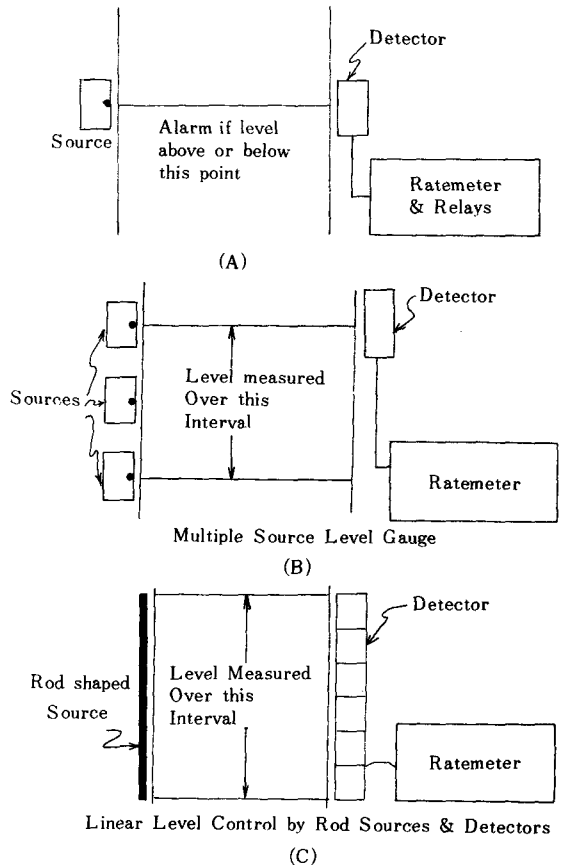 Detector
Source
Alarm if level
above or below
this point
Ratemeter
& Relays
(A)
Detector
Sources
Level measured
Over this
Interval
Ratemeter
Multiple Source Level Gauge
(B)
Detector
Rod shaped
Source
Level Measured
Over this
Interval
Ratemeter
Linear Level Control by Rod Sources & Detectors
(C)